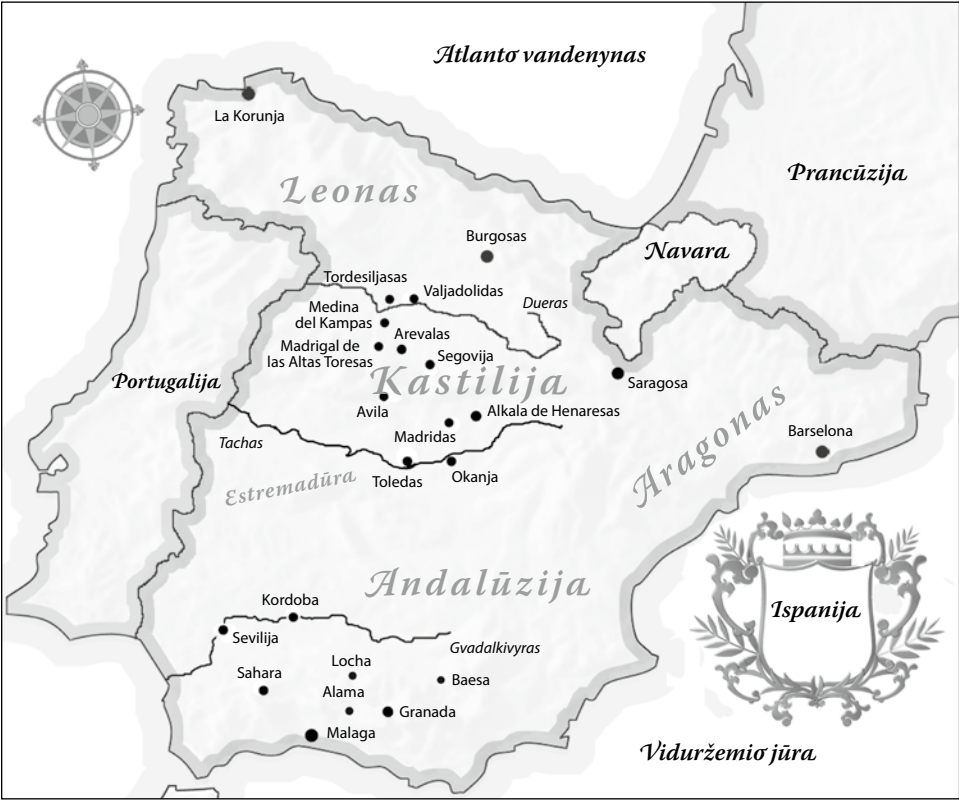 Atlanto vandenynas
La Korunja
Prancūzija
Leonas
Burgosas
Navara
Tordesiljasas
Valjadolidas
Dueras
Medina
del Kampas
Arevalas
Madrigal de
las Altas Toresas
Segovija
Kastilija
Portugalija
Saragosa
Avila
Alkala de Henaresas
Madridas
Barselona
Tachas
Toledas
Okanja
Aragonas
Estremadūra
Andalūzija
Ispanija
Kordoba
Sevilija
Gvadalkivyras
Locha
Sahara
Baesa
Alama
Granada
Malaga
Viduržemio jūra